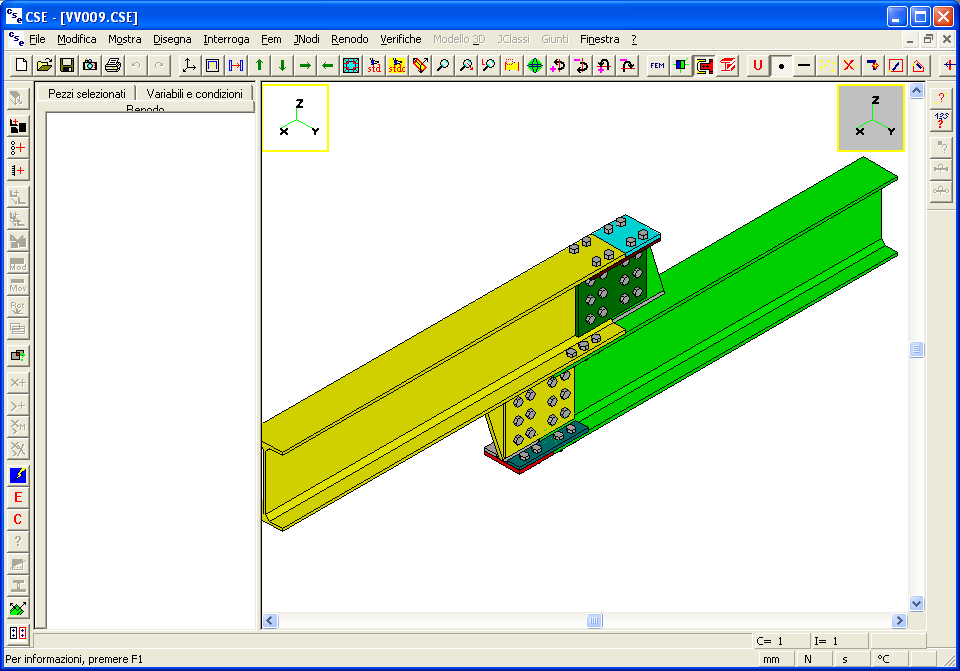 CSE - [VV009.CSE]
File Modifica Mostra Disegna Interroga Fem JNodi Renodo Verifiche Modello 3D JClassi Giunti Finestra ?
std stdc FEM U
Pezzi selezionati Variabili e condizioni
Renodo
Z
X Y
Z
X Y
Mod
Mov
Rot
E
C
?
C= 1 I= 1
Per informazioni, premere F1 mm N s °C